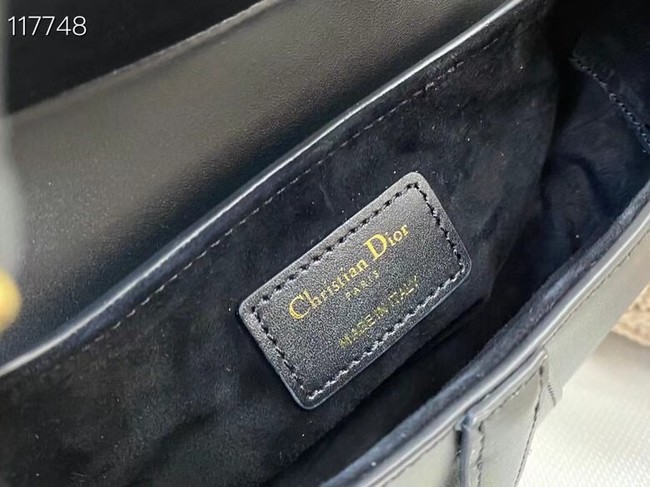 117748
Christian Dior
PARIS
MADE IN ITALY